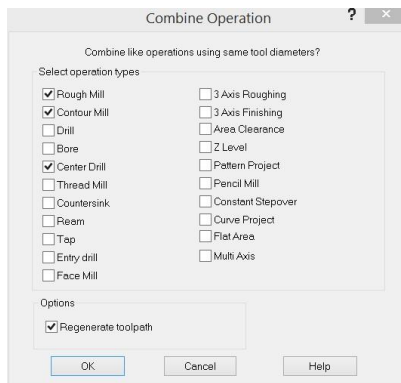 Combine Operation
?
×
Combine like operations using same tool diameters?
Select operation types
Rough Mill
Contour Mill
Drill
Bore
Center Drill
Thread Mill
Countersink
Ream
Tap
Entry drill
Face Mill
3 Axis Roughing
3 Axis Finishing
Area Clearance
Z Level
Pattern Project
Pencil Mill
Constant Stepover
Curve Project
Flat Area
Multi Axis
Options
Regenerate toolpath
OK
Cancel
Help